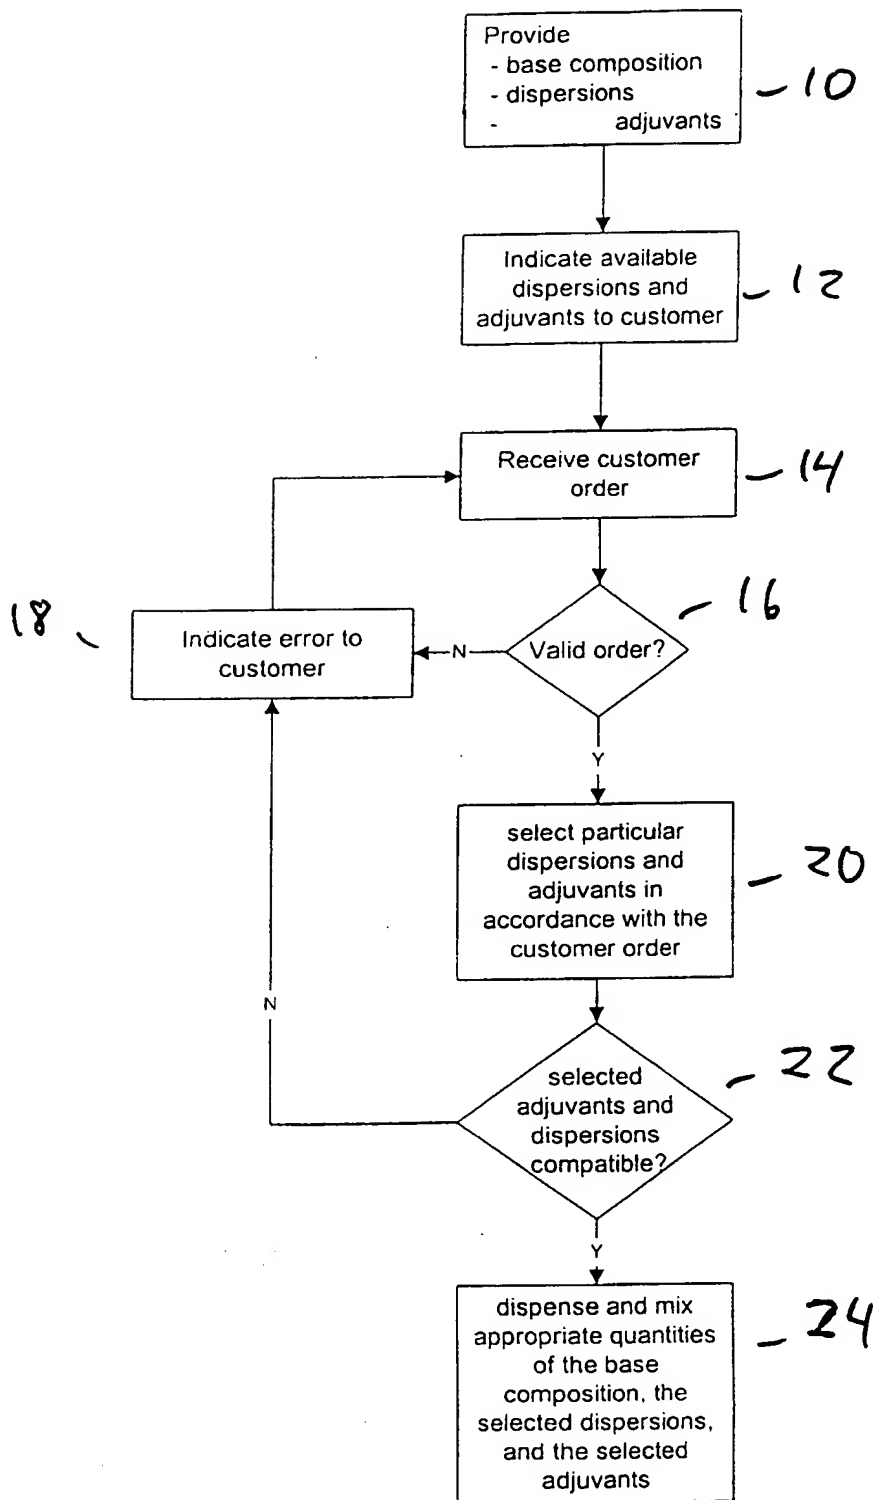 Provide
- base composition
- dispersions
- adjuvants
10
Indicate available
dispersions and
adjuvants to customer
12
Receive customer
order
14
Valid order?
16
N
Indicate error to
customer
18
Y
select particular
dispersions and
adjuvants in
accordance with the
customer order
20
N
selected
adjuvants and
dispersions
compatible?
22
Y
dispense and mix
appropriate quantities
of the base
composition, the
selected dispersions,
and the selected
adjuvants
24